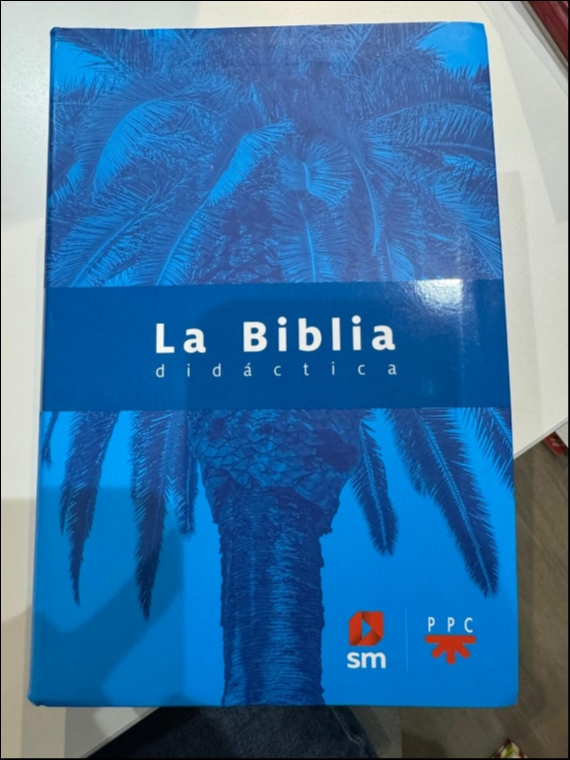 La Biblia
didáctica
sm
PPC